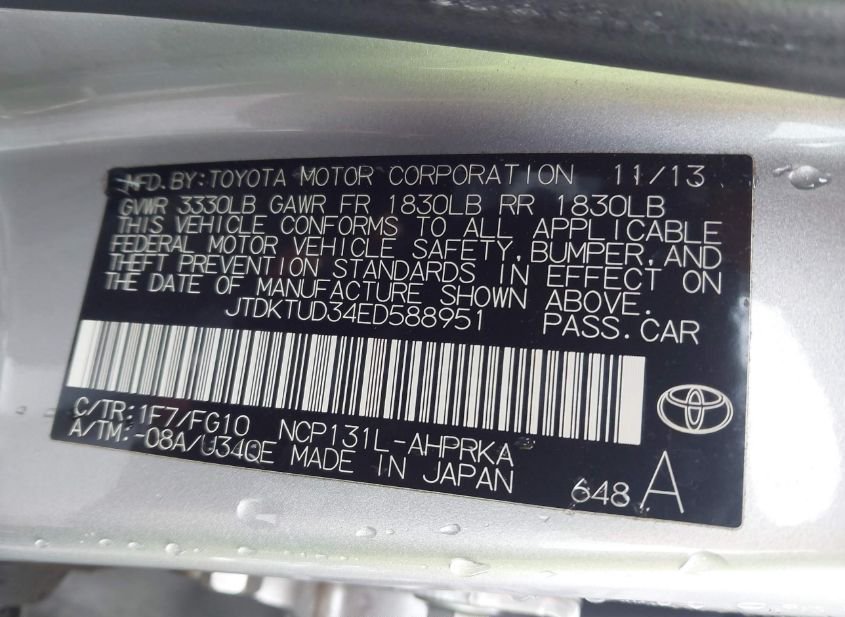 MFD.BY:TOYOTA MOTOR CORPORATION 11/13
GVWR 3330LB GAWR FR 1830LB RR 1830LB
THIS VEHICLE CONFORMS TO ALL APPLICABLE
FEDERAL MOTOR VEHICLE SAFETY,BUMPER,AND
THEFT PREVENTION STANDARDS IN EFFECT ON
THE DATE OF MANUFACTURE SHOWN ABOVE.
JTDKTUD34ED588951 PASS.CAR
C/TR:1F7/FG10 NCP131L-AHPRKA
A/TM:-08A/U340E MADE IN JAPAN
648 A